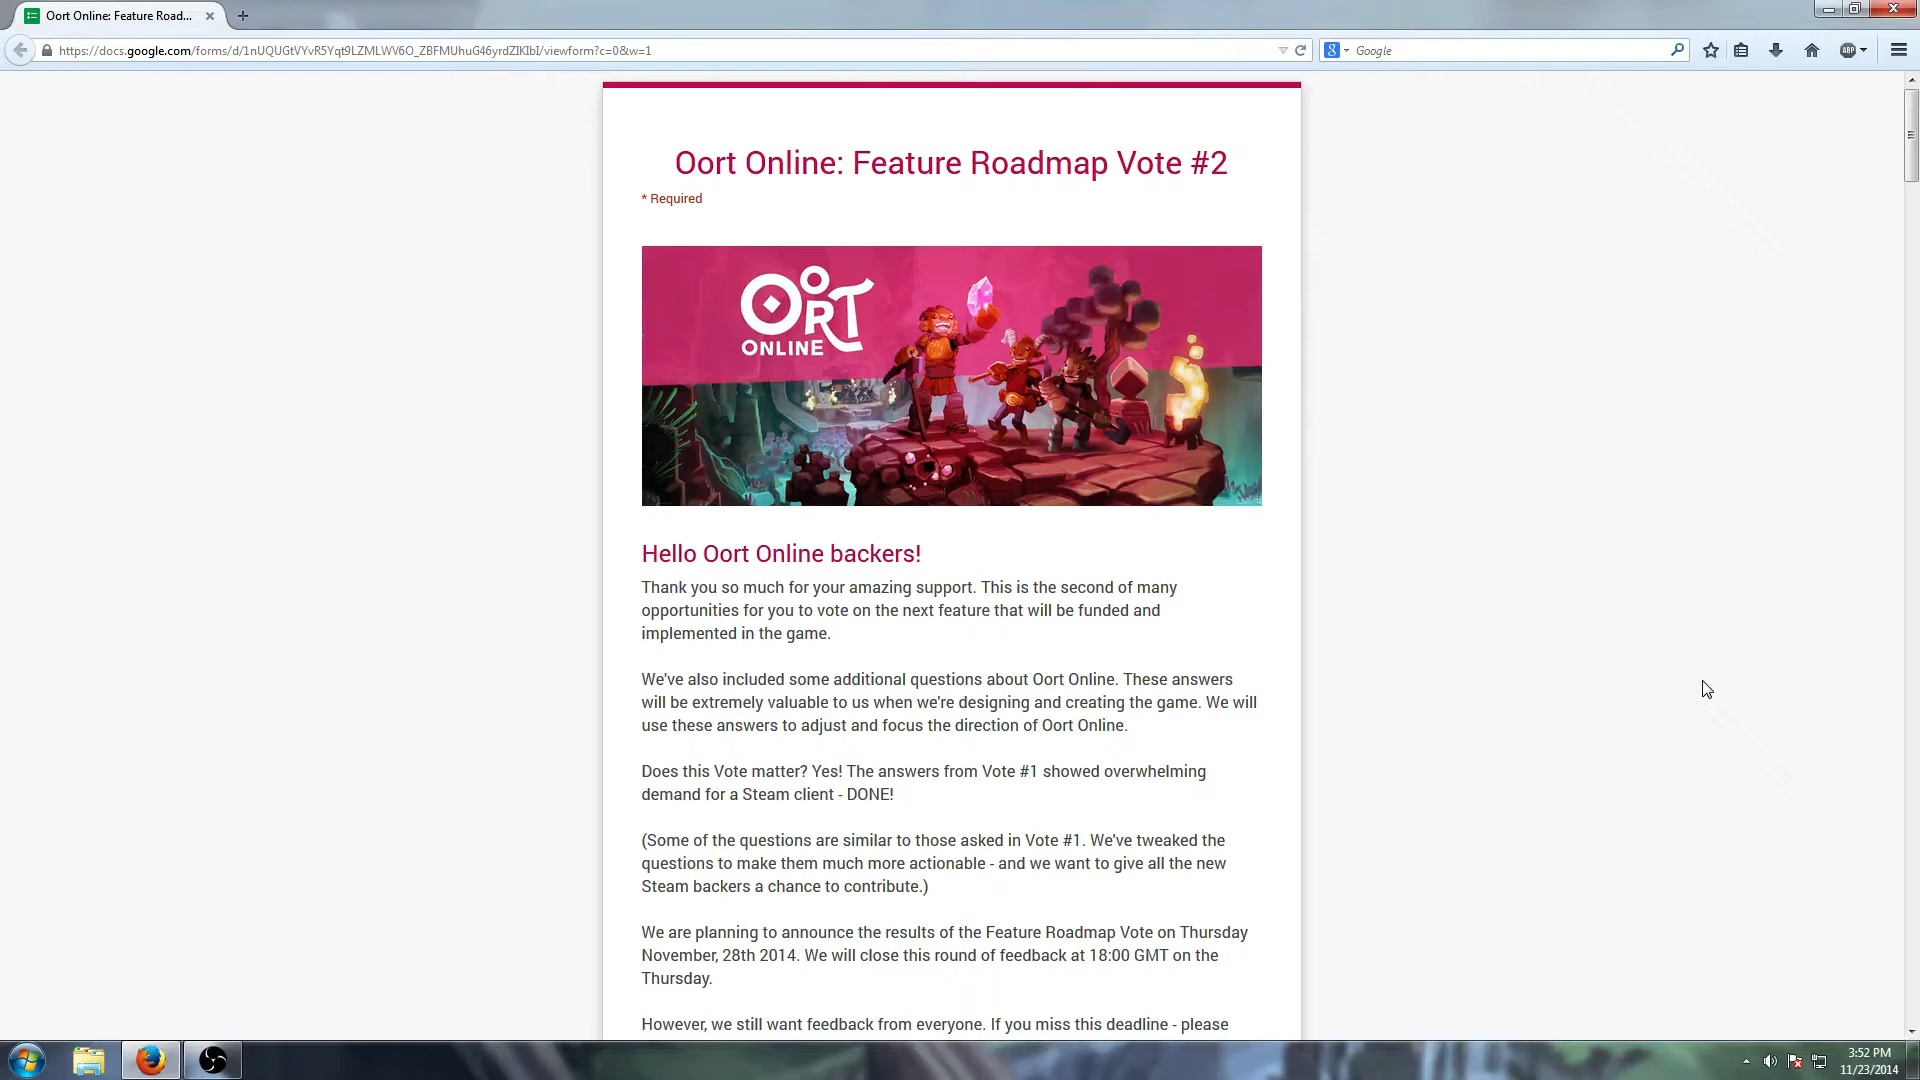 Oort Online: Feature Road...
https://docs.google.com/forms/d/1nUQUGtVYvR5Yqt9LZMLWV6O_ZBFMUhuG46yrdZIKIbI/viewform?c=0&w=1
Google
ABP
Oort Online: Feature Roadmap Vote #2
* Required
OORT
ONLINE
Hello Oort Online backers!
Thank you so much for your amazing support. This is the second of many
opportunities for you to vote on the next feature that will be funded and
implemented in the game.
We've also included some additional questions about Oort Online. These answers
will be extremely valuable to us when we're designing and creating the game. We will
use these answers to adjust and focus the direction of Oort Online.
Does this Vote matter? Yes! The answers from Vote #1 showed overwhelming
demand for a Steam client - DONE!
(Some of the questions are similar to those asked in Vote #1. We've tweaked the
questions to make them much more actionable - and we want to give all the new
Steam backers a chance to contribute.)
We are planning to announce the results of the Feature Roadmap Vote on Thursday
November, 28th 2014. We will close this round of feedback at 18:00 GMT on the
Thursday.
However, we still want feedback from everyone. If you miss this deadline - please
3:52 PM
11/23/2014